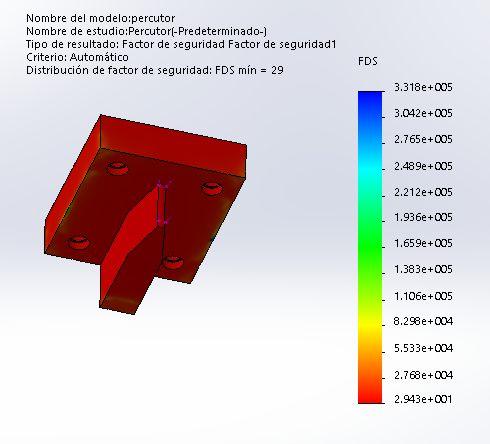 Nombre del modelo:percutor
Nombre de estudio:Percutor(-Predeterminado-)
Tipo de resultado: Factor de seguridad Factor de seguridad1
Criterio: Automático
Distribución de factor de seguridad: FDS mín = 29
FDS
3.318e+005
3.042e+005
2.765e+005
2.489e+005
2.212e+005
1.936e+005
1.659e+005
1.383e+005
1.106e+005
8.298e+004
5.533e+004
2.768e+004
2.943e+001